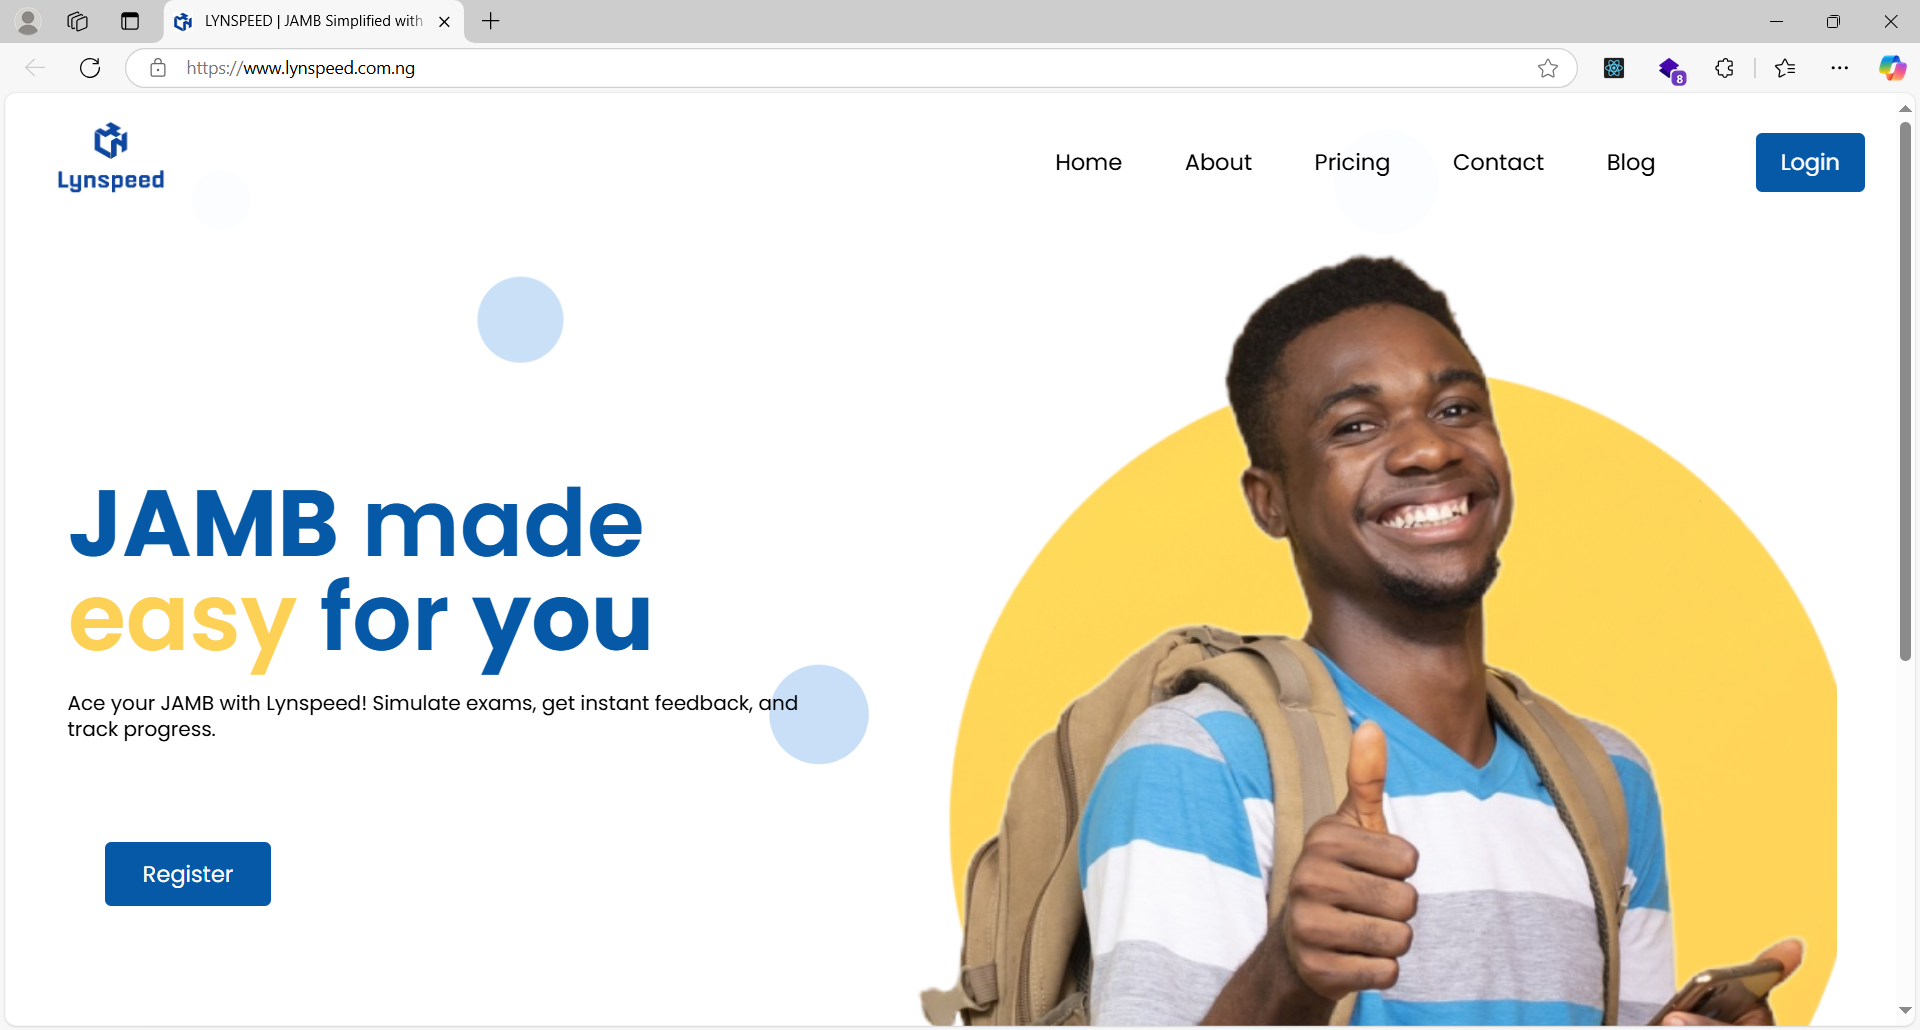 LYNSPEED | JAMB Simplified with
https://www.lynspeed.com.ng
8
Lynspeed
Home About Pricing Contact Blog Login
JAMB made
easy for you
Ace your JAMB with Lynspeed! Simulate exams, get instant feedback, and
track progress.
Register